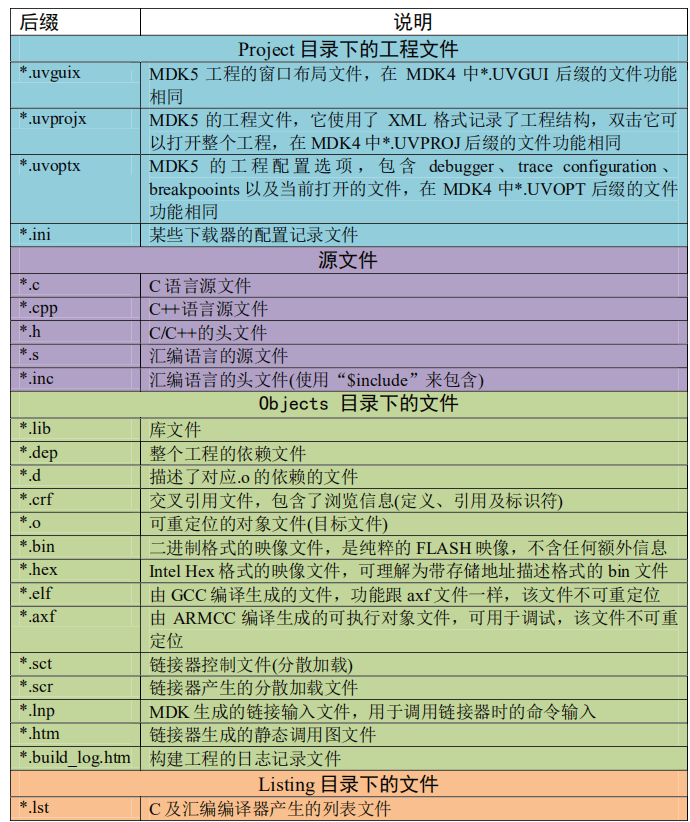 后缀 说明
Project 目录下的工程文件
*.uvguix MDK5 工程的窗口布局文件，在 MDK4 中*.UVGUI 后缀的文件功能
相同
*.uvprojx MDK5 的工程文件，它使用了 XML 格式记录了工程结构，双击它可
以打开整个工程，在MDK4中*.UVPROJ后缀的文件功能相同
*.uvoptx MDK5 的工程配置选项，包含 debugger、trace configuration、
breakpooints 以及当前打开的文件，在 MDK4 中*.UVOPT 后缀的文件
功能相同
*.ini 某些下载器的配置记录文件
源文件
*.c C 语言源文件
*.cpp C++语言源文件
*.h C/C++的头文件
*.s 汇编语言的源文件
*.inc 汇编语言的头文件(使用“$include”来包含)
Objects 目录下的文件
*.lib 库文件
*.dep 整个工程的依赖文件
*.d 描述了对应.o 的依赖的文件
*.crf 交叉引用文件，包含了浏览信息(定义、引用及标识符)
*.o 可重定位的对象文件(目标文件)
*.bin 二进制格式的映像文件，是纯粹的 FLASH 映像，不含任何额外信息
*.hex Intel Hex 格式的映像文件，可理解为带存储地址描述格式的 bin 文件
*.elf 由 GCC 编译生成的文件，功能跟 axf 文件一样，该文件不可重定位
*.axf 由 ARMCC 编译生成的可执行对象文件，可用于调试，该文件不可重
定位
*.sct 链接器控制文件(分散加载)
*.scr 链接器产生的分散加载文件
*.lnp MDK 生成的链接输入文件，用于调用链接器时的命令输入
*.htm 链接器生成的静态调用图文件
*.build_log.htm 构建工程的日志记录文件
Listing 目录下的文件
*.lst C 及汇编编译器产生的列表文件